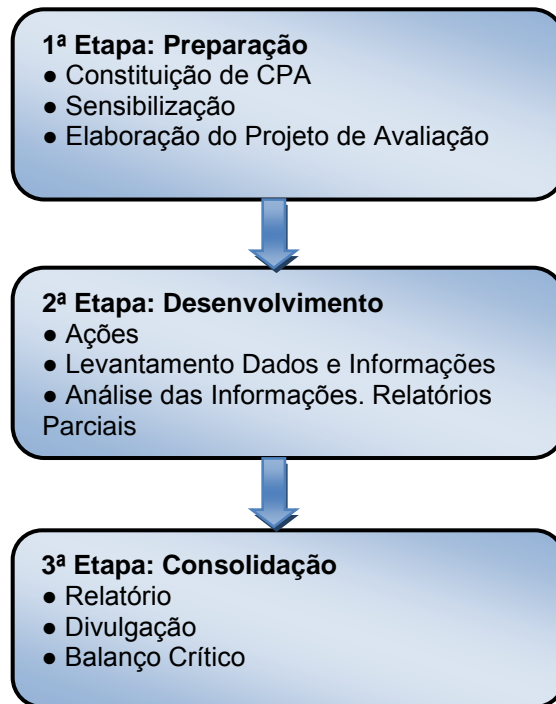 1ª Etapa: Preparação
● Constituição de CPA
● Sensibilização
● Elaboração do Projeto de Avaliação
2ª Etapa: Desenvolvimento
● Ações
● Levantamento Dados e Informações
● Análise das Informações. Relatórios
Parciais
3ª Etapa: Consolidação
● Relatório
● Divulgação
● Balanço Crítico